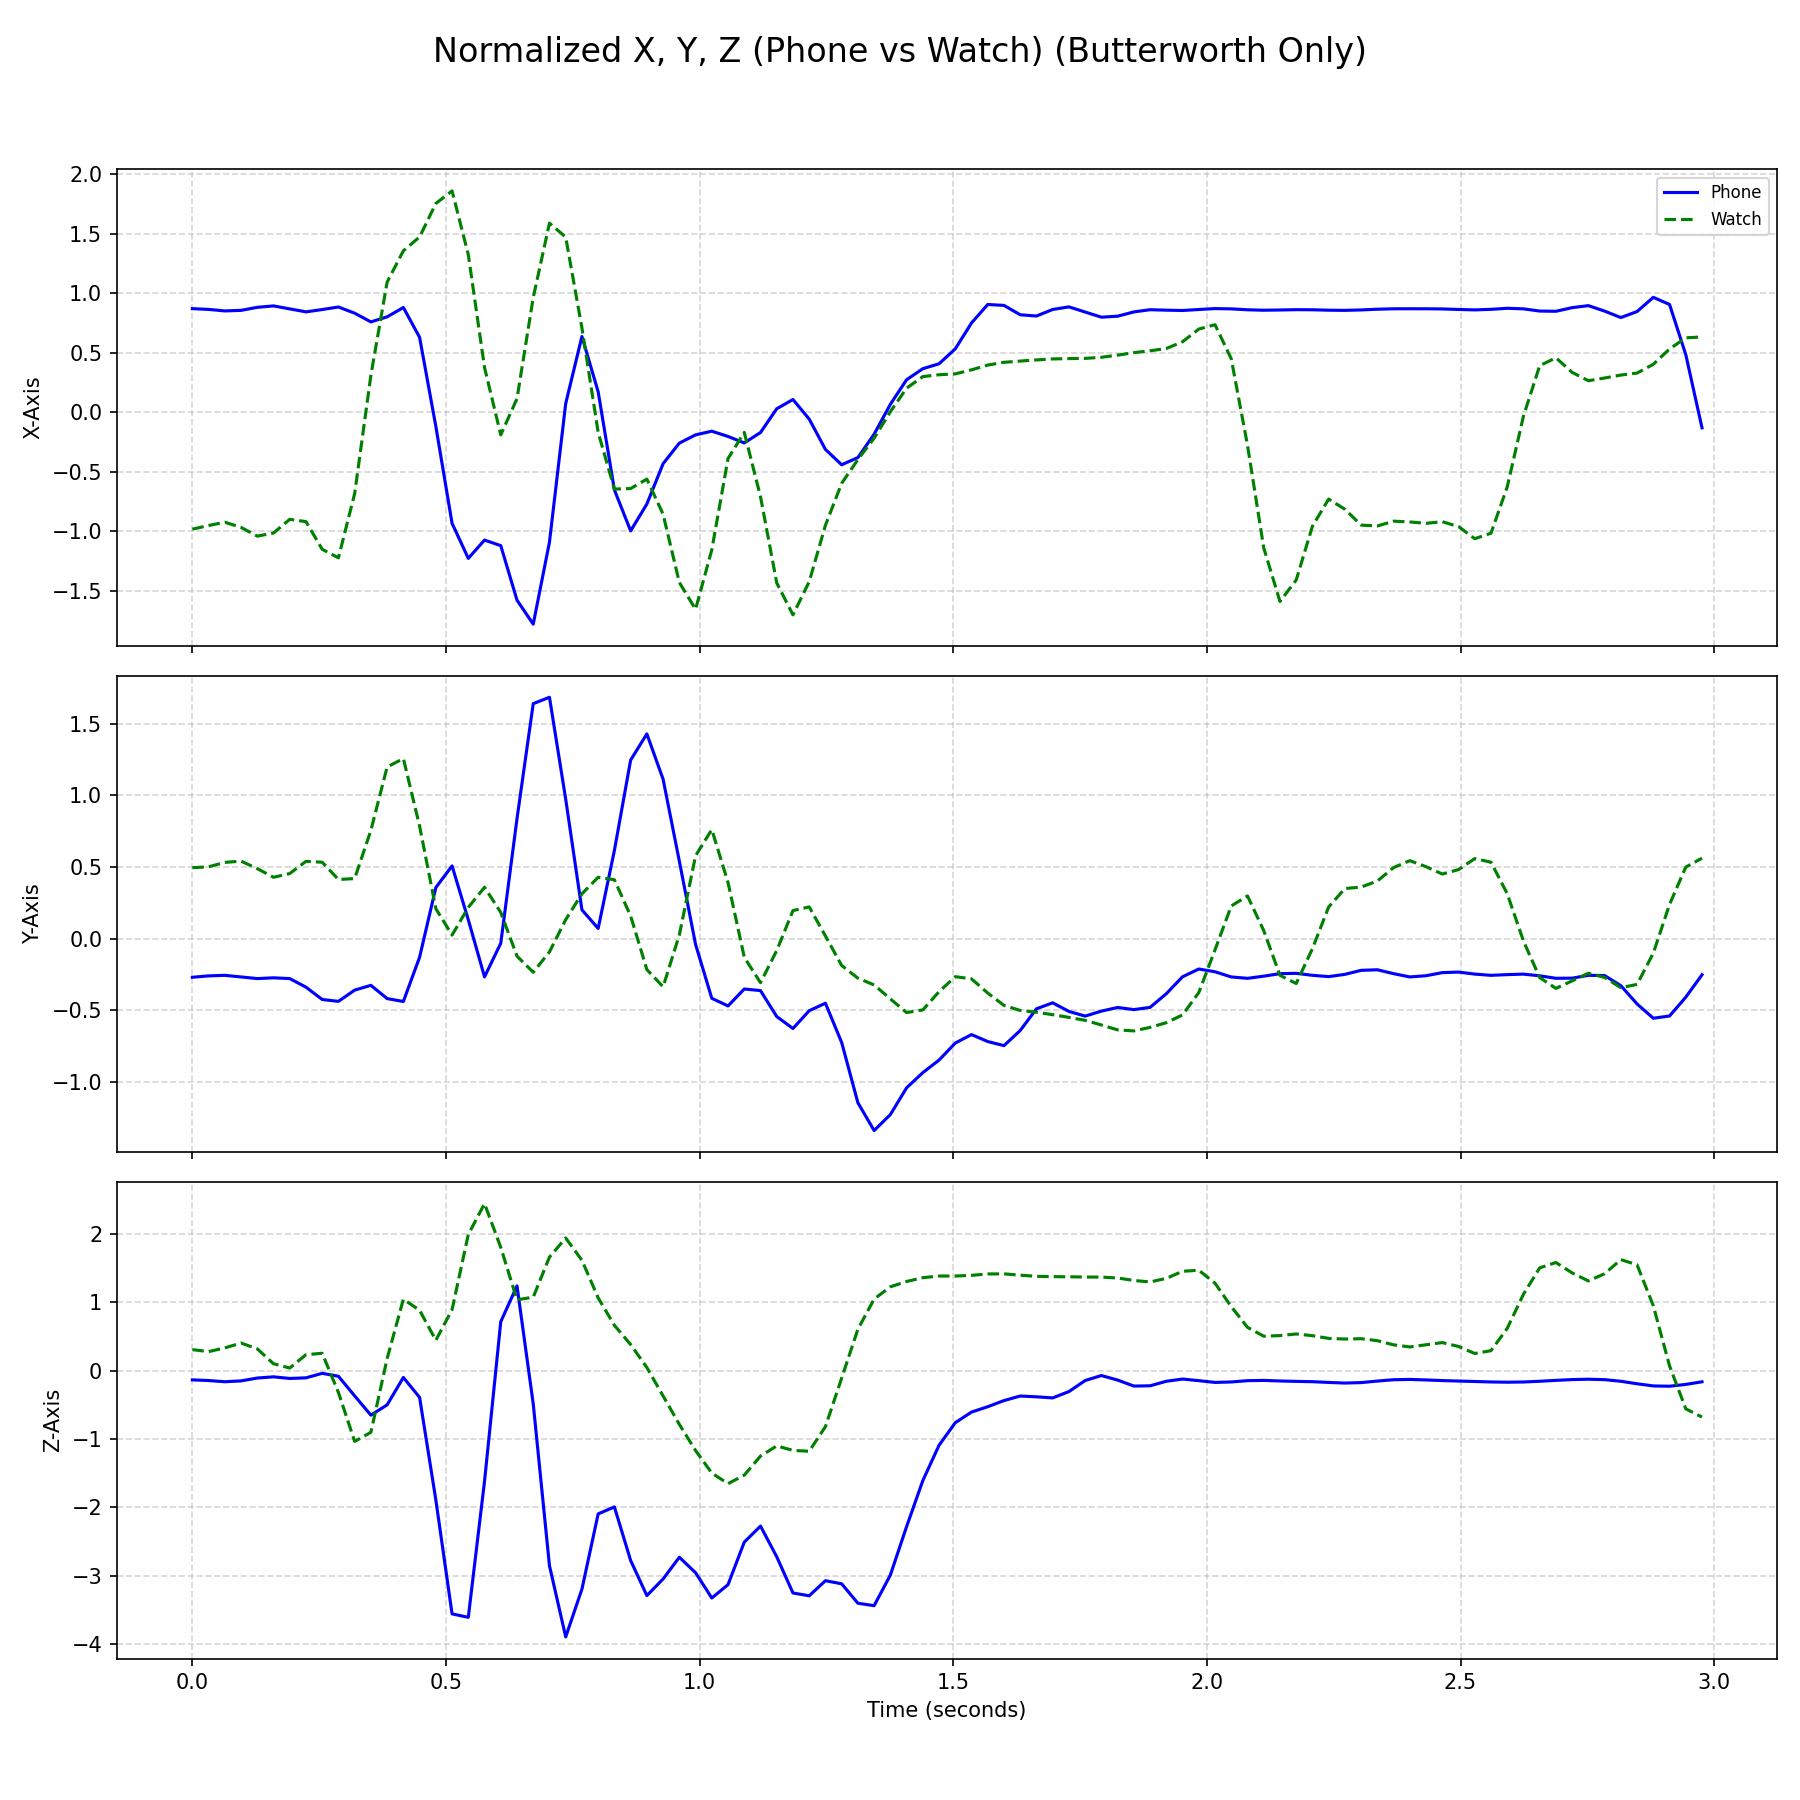 Normalized X, Y, Z (Phone vs Watch) (Butterworth Only)
Phone
Watch
X-Axis
2.0
1.5
1.0
0.5
0.0
−0.5
−1.0
−1.5
Y-Axis
1.5
1.0
0.5
0.0
−0.5
−1.0
Z-Axis
2
1
0
−1
−2
−3
−4
0.0 0.5 1.0 1.5 2.0 2.5 3.0
Time (seconds)